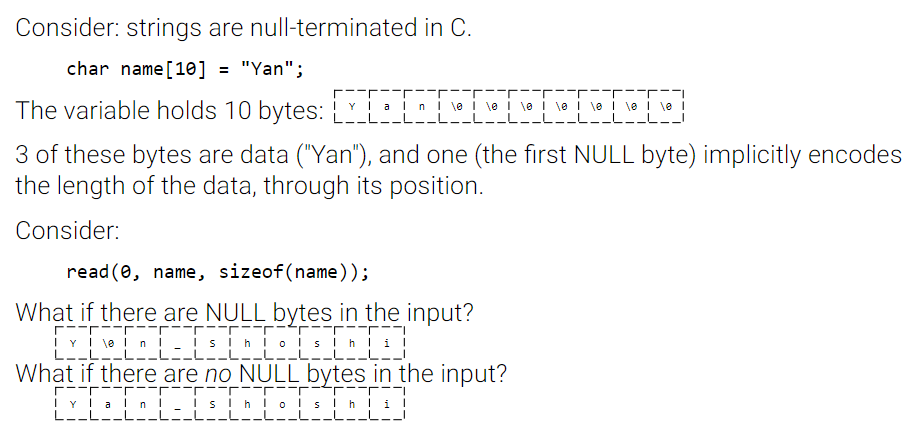 Consider: strings are null-terminated in C.
char name[10] = "Yan";
The variable holds 10 bytes: Y a n \0 \0 \0 \0 \0 \0 \0
3 of these bytes are data ("Yan"), and one (the first NULL byte) implicitly encodes
the length of the data, through its position.
Consider:
read(0, name, sizeof(name));
What if there are NULL bytes in the input?
Y \0 n _ S h o s h i
What if there are no NULL bytes in the input?
Y a n _ S h o s h i